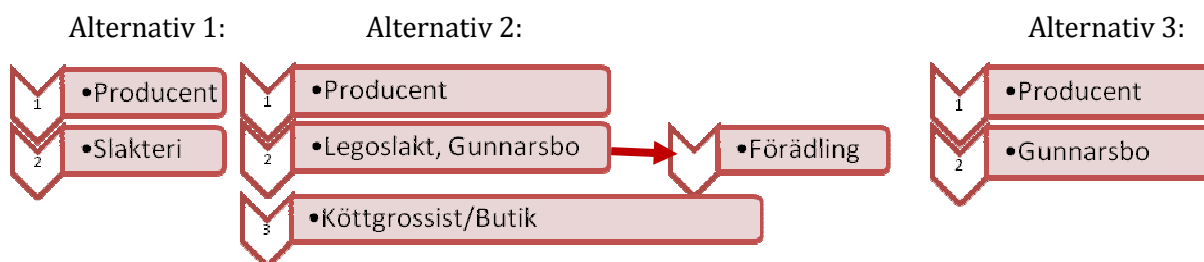 Alternativ 1:
1
•Producent
2
•Slakteri
Alternativ 2:
1
•Producent
2
•Legoslakt, Gunnarsbo
•Förädling
3
•Köttgrossist/Butik
Alternativ 3:
1
•Producent
2
•Gunnarsbo